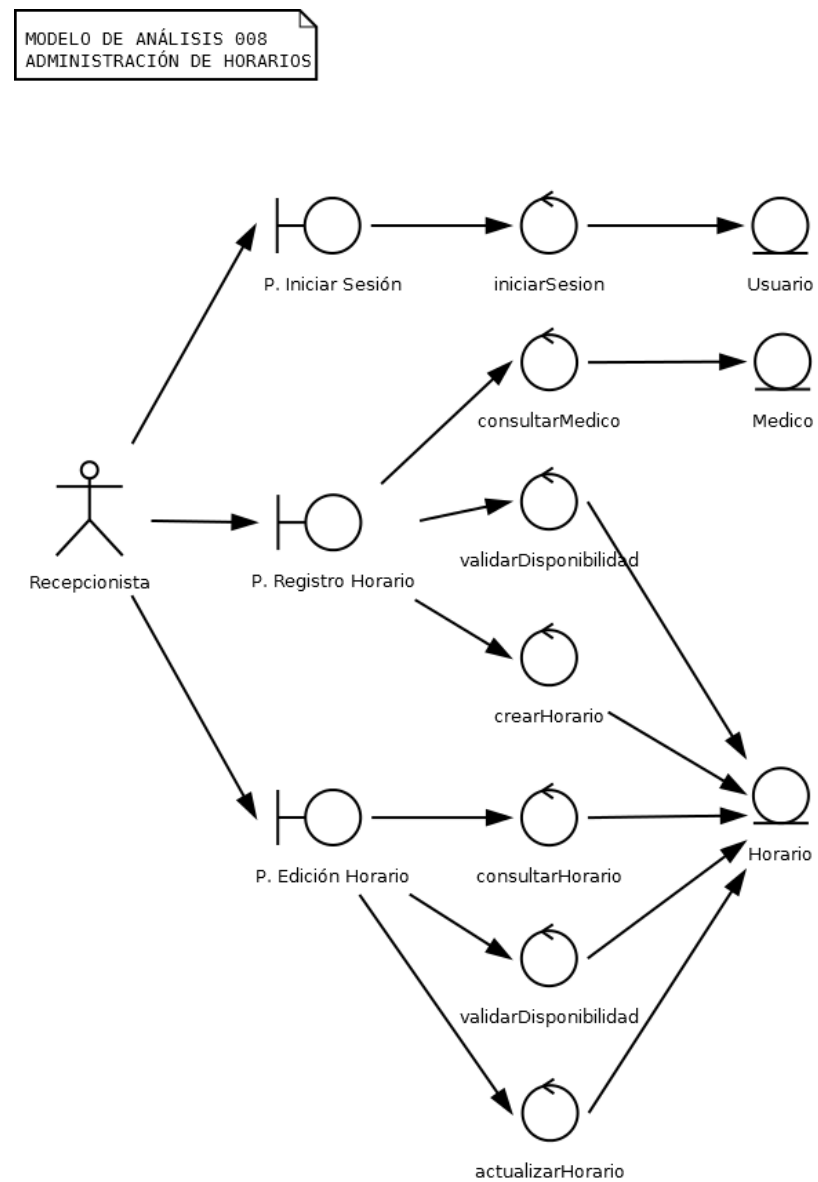 MODELO DE ANÁLISIS 008
ADMINISTRACIÓN DE HORARIOS
P. Iniciar Sesión
iniciarSesion
Usuario
consultarMedico
Medico
validarDisponibilidad
Recepcionista
P. Registro Horario
crearHorario
Horario
P. Edición Horario
consultarHorario
validarDisponibilidad
actualizarHorario